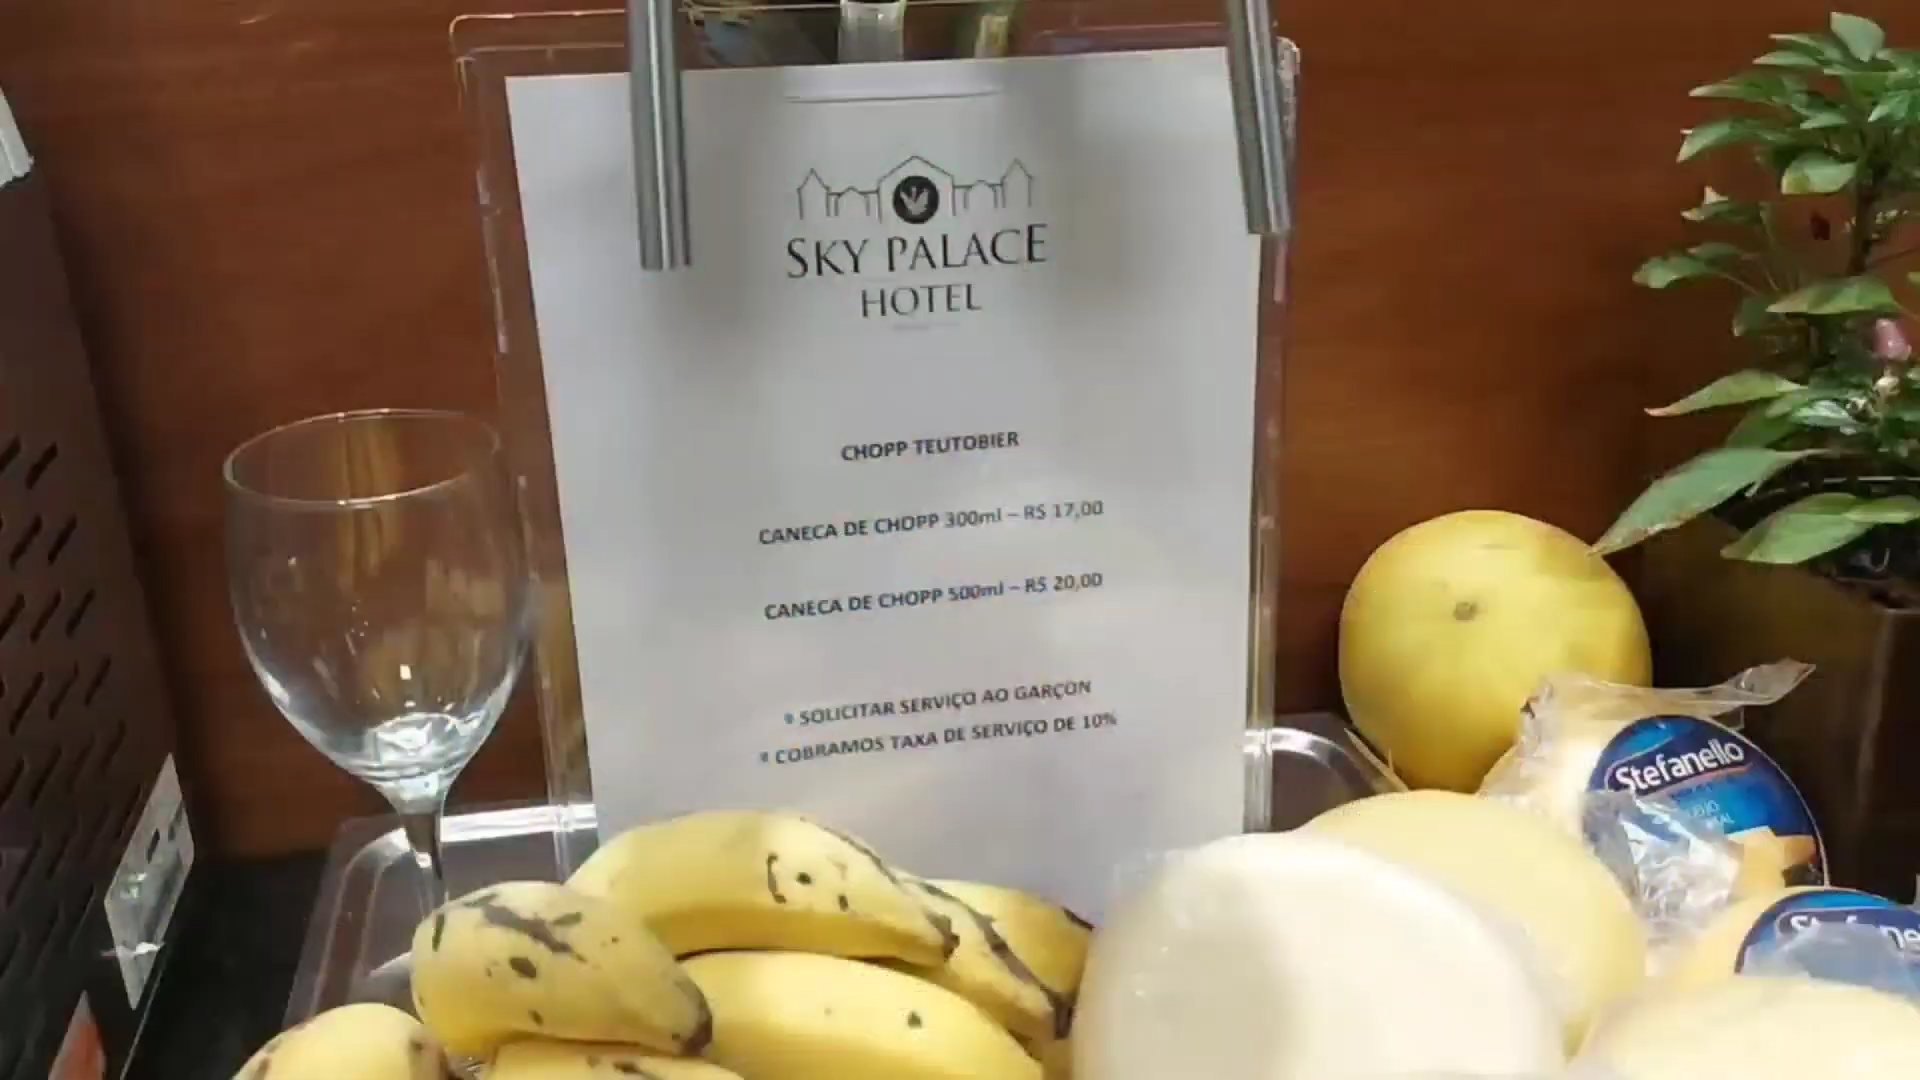 SKY PALACE
HOTEL
CHOPP TEUTOBIER
CANECA DE CHOPP 300ml – R$ 17,00
CANECA DE CHOPP 500ml – R$ 20,00
* SOLICITAR SERVIÇO AO GARÇON
* COBRAMOS TAXA DE SERVIÇO DE 10%
Stefanello